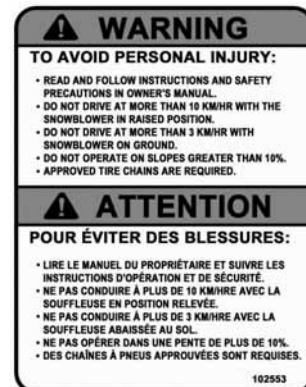 WARNING
TO AVOID PERSONAL INJURY:
• READ AND FOLLOW INSTRUCTIONS AND SAFETY
PRECAUTIONS IN OWNER'S MANUAL.
• DO NOT DRIVE AT MORE THAN 10 KM/HR WITH THE
SNOWBLOWER IN RAISED POSITION.
• DO NOT DRIVE AT MORE THAN 3 KM/HR WITH
SNOWBLOWER ON GROUND.
• DO NOT OPERATE ON SLOPES GREATER THAN 10%.
• APPROVED TIRE CHAINS ARE REQUIRED.
ATTENTION
POUR ÉVITER DES BLESSURES:
• LIRE LE MANUEL DU PROPRIÉTAIRE ET SUIVRE LES
INSTRUCTIONS D'OPÉRATION ET DE SÉCURITÉ.
• NE PAS CONDUIRE À PLUS DE 10 KM/HRE AVEC LA
SOUFFLEUSE EN POSITION RELEVÉE.
• NE PAS CONDUIRE À PLUS DE 3 KM/HRE AVEC LA
SOUFFLEUSE ABAISSÉE AU SOL.
• NE PAS OPÉRER DANS UNE PENTE DE PLUS DE 10%.
• DES CHAÎNES À PNEUS APPROUVÉES SONT REQUISES.
102553